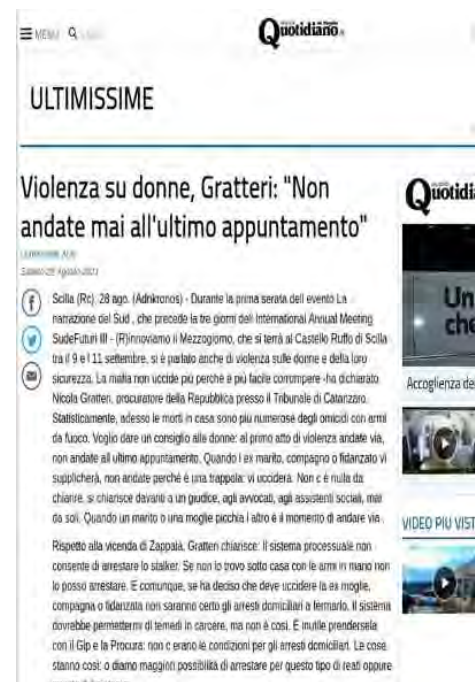 MENU
Quotidiano
ULTIMISSIME
Violenza su donne, Gratteri: "Non
andate mai all'ultimo appuntamento"
Scilla (Rc), 28 ago. (Adnkronos) - Durante la prima serata dell evento La
narrazione del Sud , che precede la tre giorni dell International Annual Meeting
SudeFuturi III - (R)innoviamo il Mezzogiorno, che si terrà al Castello Ruffo di Scilla
tra il 9 e l 11 settembre, si è parlato anche di violenza sulle donne e della loro
sicurezza. La mafia non uccide più perchè è più facile corrompere -ha dichiarato
Nicola Gratteri, procuratore della Repubblica presso il Tribunale di Catanzaro.
Statisticamente, adesso le morti in casa sono più numerose degli omicidi con armi
da fuoco. Voglio dare un consiglio alle donne: al primo atto di violenza andate via,
non andate all ultimo appuntamento. Quando l ex marito, compagno o fidanzato vi
supplicherà, non andate perché è una trappola: vi ucciderà. Non c è nulla da
chiarire, si chiarisce davanti a un giudice, agli avvocati, agli assistenti sociali, mai
da soli. Quando un marito o una moglie picchia l altro è il momento di andare via .
Rispetto alla vicenda di Zappalà, Gratteri chiarisce: Il sistema processuale non
consente di arrestare lo stalker. Se non lo trovo sotto casa con le armi in mano non
lo posso arrestare. E comunque, se ha deciso che deve uccidere la ex moglie,
compagna o fidanzata non saranno certo gli arresti domiciliari a fermarlo. Il sistema
dovrebbe permettermi di tenerli in carcere, ma non è così. E inutile prendersela
con il Gip e la Procura: non c erano le condizioni per gli arresti domiciliari. Le cose
stanno così: o diamo maggiori possibilità di arrestare per questo tipo di reati oppure
Quotidia
Un
che
Accoglienza de
VIDEO PIU VIST